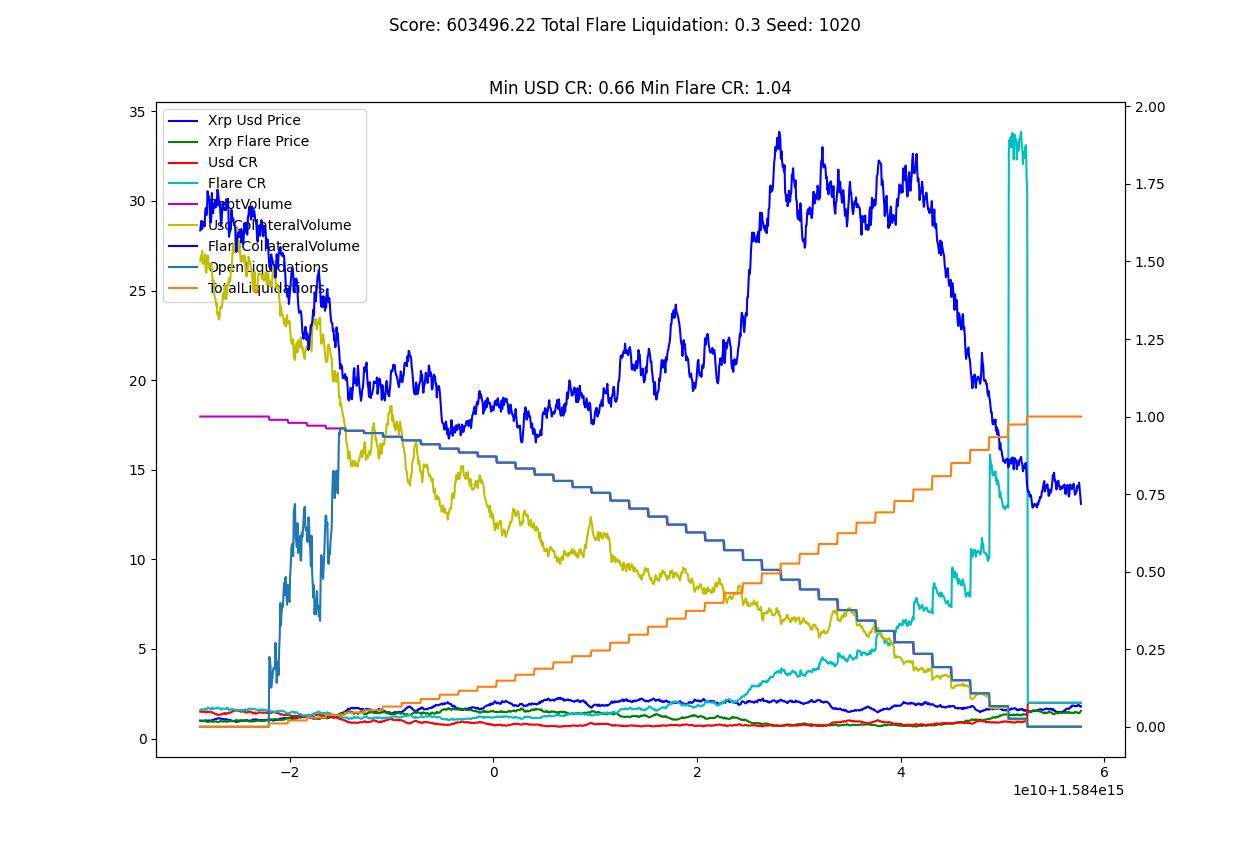 Score: 603496.22 Total Flare Liquidation: 0.3 Seed: 1020
Min USD CR: 0.66 Min Flare CR: 1.04
Xrp Usd Price
Xrp Flare Price
Usd CR
Flare CR
UsdCollateralVolume
FlareCollateralVolume
OpenLiquidations
TotalLiquidations
35
30
25
20
15
10
5
0
2.00
1.75
1.50
1.25
1.00
0.75
0.50
0.25
0.00
−2
0
2
4
6
1e10+1.584e15